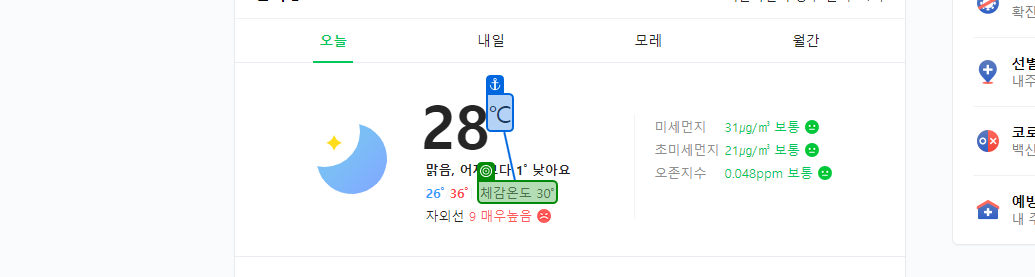 오늘
내일
모레
월간
28℃
맑음, 어제보다 1° 낮아요
26° 36° 체감온도 30°
자외선 9 매우높음
미세먼지 31㎍/㎥ 보통
초미세먼지 21㎍/㎥ 보통
오존지수 0.048ppm 보통
확진
선별
내주
코로
백신
예방
내 주